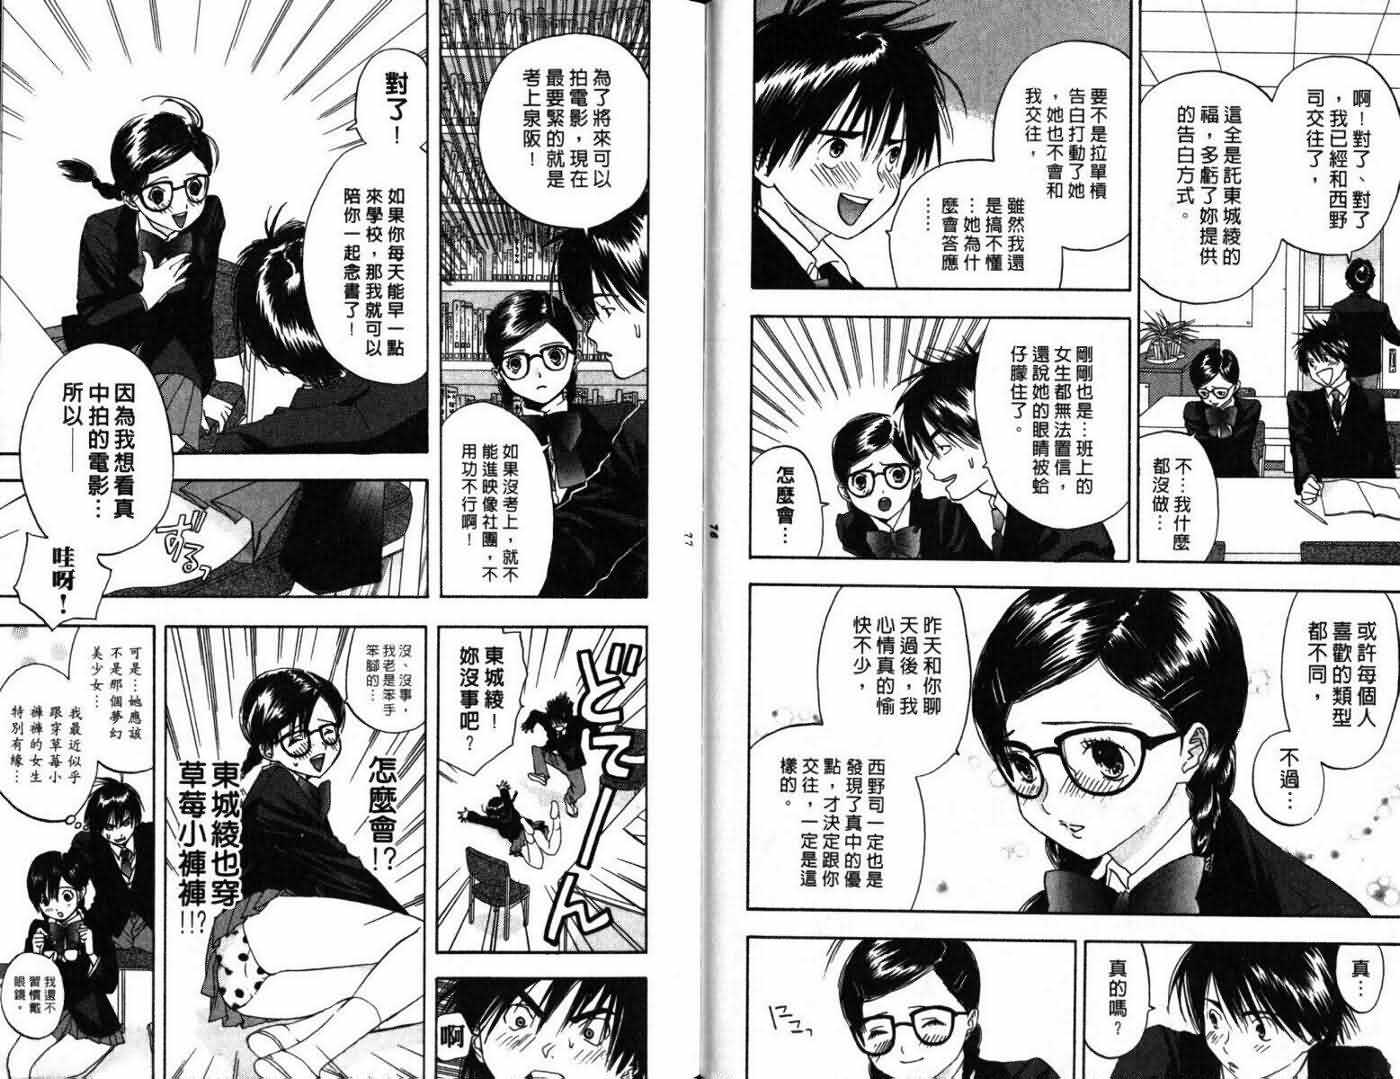 啊！對了、對了
，我已經和西野
司交往了，
這全是託東城綾的
福，多虧了妳提供
的告白方式。
不…我什麼
都沒做…
要不是拉單槓
告白打動了她
，她也不會和
我交往。
雖然我還
是搞不懂
…她為什
麼會答應
……
剛剛也是…班上的
女生都無法置信，
還說她的眼睛被蛤
仔朦住了。
怎麼會…
或許每個人
喜歡的類型
都不同，
不過…
昨天和你聊
天過後，我
心情真的愉
快不少，
西野司一定也是
發現了真中的優
點，才決定跟你
交往，一定是這
樣的。
真…
真的嗎？
ニコッ
76
77
為了將來可以
拍電影，現在
最要緊的就是
考上泉阪！
如果沒考上，就不
能進映像社團，不
用功不行啊！
對了！
如果你每天能早一點
來學校，那我就可以
陪你一起念書了！
因為我想看真
中拍的電影…
所以──
ずるっ
哇呀！
どてーーん
東城綾！
妳沒事吧？
啊
沒、沒事，
我老是笨手
笨腳的…
怎麼會!?
東城綾也穿
草莓小褲褲!!?
可是…她應該
不是那個夢幻
美少女…
我最近似乎
跟穿草莓小
褲褲的女生
特別有緣…
我還不
習慣戴
眼鏡。